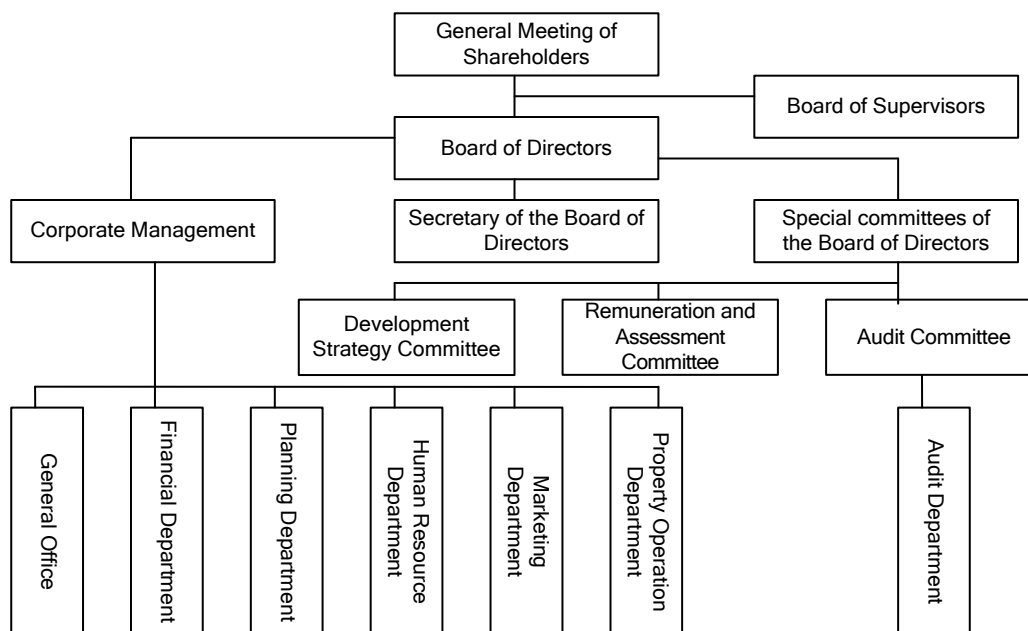 General Meeting of
Shareholders
Board of Supervisors
Board of Directors
Corporate Management
Secretary of the Board of
Directors
Special committees of
the Board of Directors
Development
Strategy Committee
Remuneration and
Assessment
Committee
Audit Committee
General Office
Financial Department
Planning Department
Human Resource
Department
Marketing
Department
Property Operation
Department
Audit Department